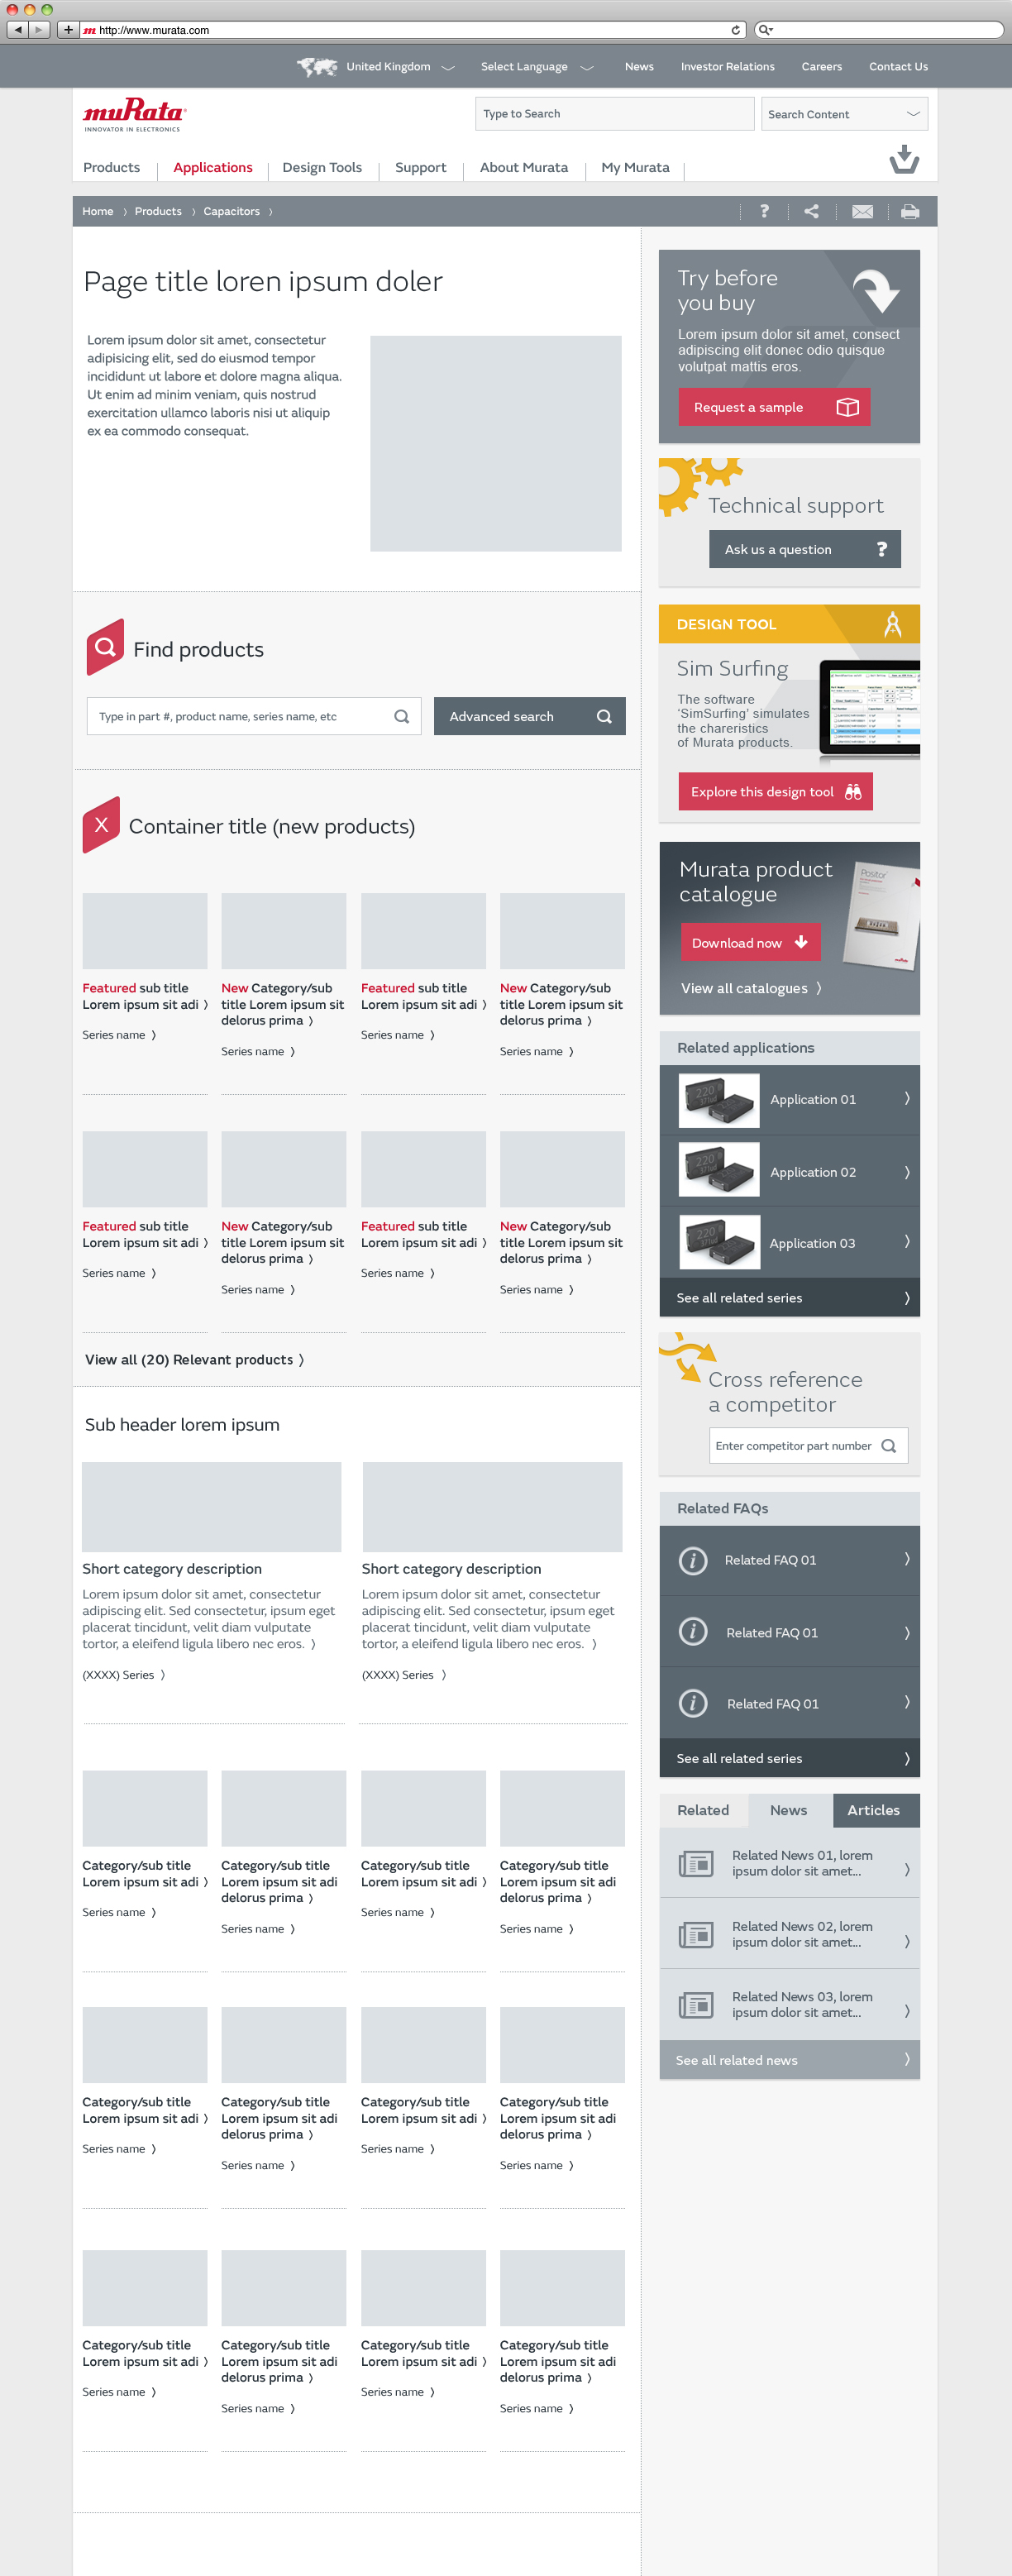 http://www.murata.com
United Kingdom
Select Language
News
Investor Relations
Careers
Contact Us
muRata
INNOVATOR IN ELECTRONICS
Type to Search
Search Content
Products
Applications
Design Tools
Support
About Murata
My Murata
Home
Products
Capacitors
Page title loren ipsum doler
Lorem ipsum dolor sit amet, consectetur
adipisicing elit, sed do eiusmod tempor
incididunt ut labore et dolore magna aliqua.
Ut enim ad minim veniam, quis nostrud
exercitation ullamco laboris nisi ut aliquip
ex ea commodo consequat.
Find products
Type in part #, product name, series name, etc
Advanced search
X
Container title (new products)
Featured sub title
Lorem ipsum sit adi
Series name
New Category/sub
title Lorem ipsum sit
delorus prima
Series name
Featured sub title
Lorem ipsum sit adi
Series name
New Category/sub
title Lorem ipsum sit
delorus prima
Series name
Featured sub title
Lorem ipsum sit adi
Series name
New Category/sub
title Lorem ipsum sit
delorus prima
Series name
Featured sub title
Lorem ipsum sit adi
Series name
New Category/sub
title Lorem ipsum sit
delorus prima
Series name
View all (20) Relevant products
Sub header lorem ipsum
Short category description
Lorem ipsum dolor sit amet, consectetur
adipiscing elit. Sed consectetur, ipsum eget
placerat tincidunt, velit diam vulputate
tortor, a eleifend ligula libero nec eros.
(XXXX) Series
Short category description
Lorem ipsum dolor sit amet, consectetur
adipiscing elit. Sed consectetur, ipsum eget
placerat tincidunt, velit diam vulputate
tortor, a eleifend ligula libero nec eros.
(XXXX) Series
Category/sub title
Lorem ipsum sit adi
Series name
Category/sub title
Lorem ipsum sit adi
delorus prima
Series name
Category/sub title
Lorem ipsum sit adi
Series name
Category/sub title
Lorem ipsum sit adi
delorus prima
Series name
Category/sub title
Lorem ipsum sit adi
Series name
Category/sub title
Lorem ipsum sit adi
delorus prima
Series name
Category/sub title
Lorem ipsum sit adi
Series name
Category/sub title
Lorem ipsum sit adi
delorus prima
Series name
Category/sub title
Lorem ipsum sit adi
Series name
Category/sub title
Lorem ipsum sit adi
delorus prima
Series name
Category/sub title
Lorem ipsum sit adi
Series name
Category/sub title
Lorem ipsum sit adi
delorus prima
Series name
Try before
you buy
Lorem ipsum dolor sit amet, consect
adipiscing elit donec odio quisque
volutpat mattis eros.
Request a sample
Technical support
Ask us a question
?
DESIGN TOOL
Sim Surfing
The software
‘SimSurfing’ simulates
the chareristics
of Murata products.
Explore this design tool
Murata product
catalogue
Positor
Download now
View all catalogues
Related applications
220
Application 01
220
Application 02
220
Application 03
See all related series
Cross reference
a competitor
Enter competitor part number
Related FAQs
Related FAQ 01
Related FAQ 01
Related FAQ 01
See all related series
Related
News
Articles
Related News 01, lorem
ipsum dolor sit amet...
Related News 02, lorem
ipsum dolor sit amet...
Related News 03, lorem
ipsum dolor sit amet...
See all related news